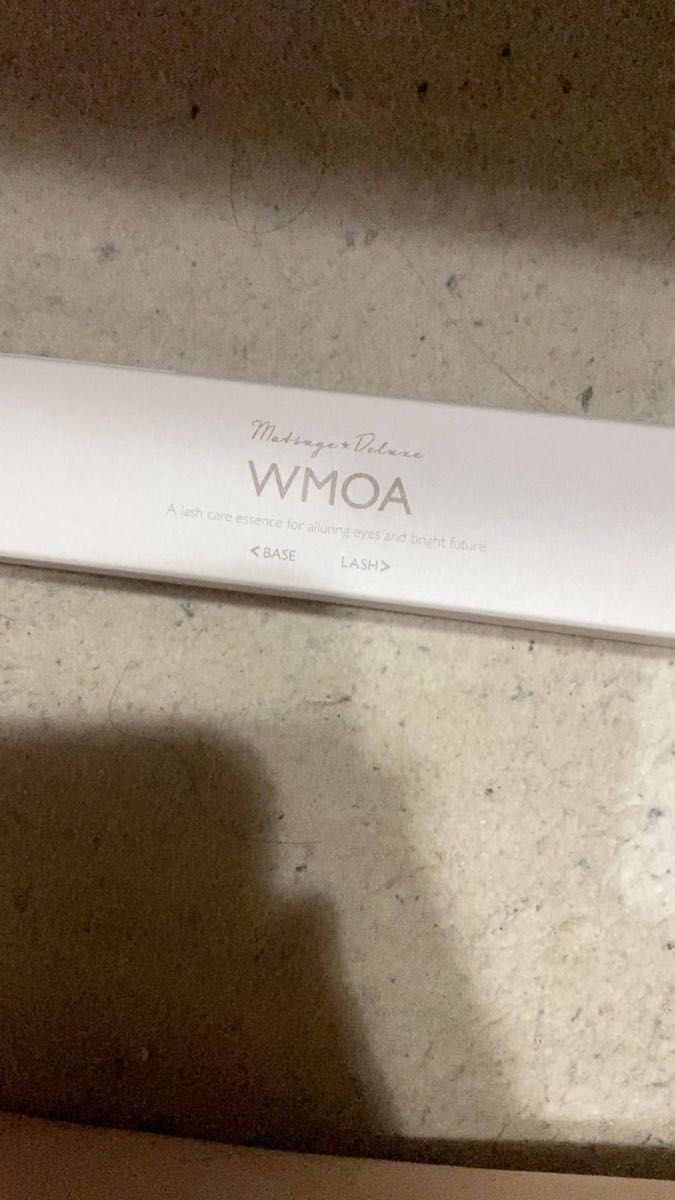 Matsuge★Deluxe
WMOA
A lash care essence for alluring eyes and bright future
<BASE LASH>